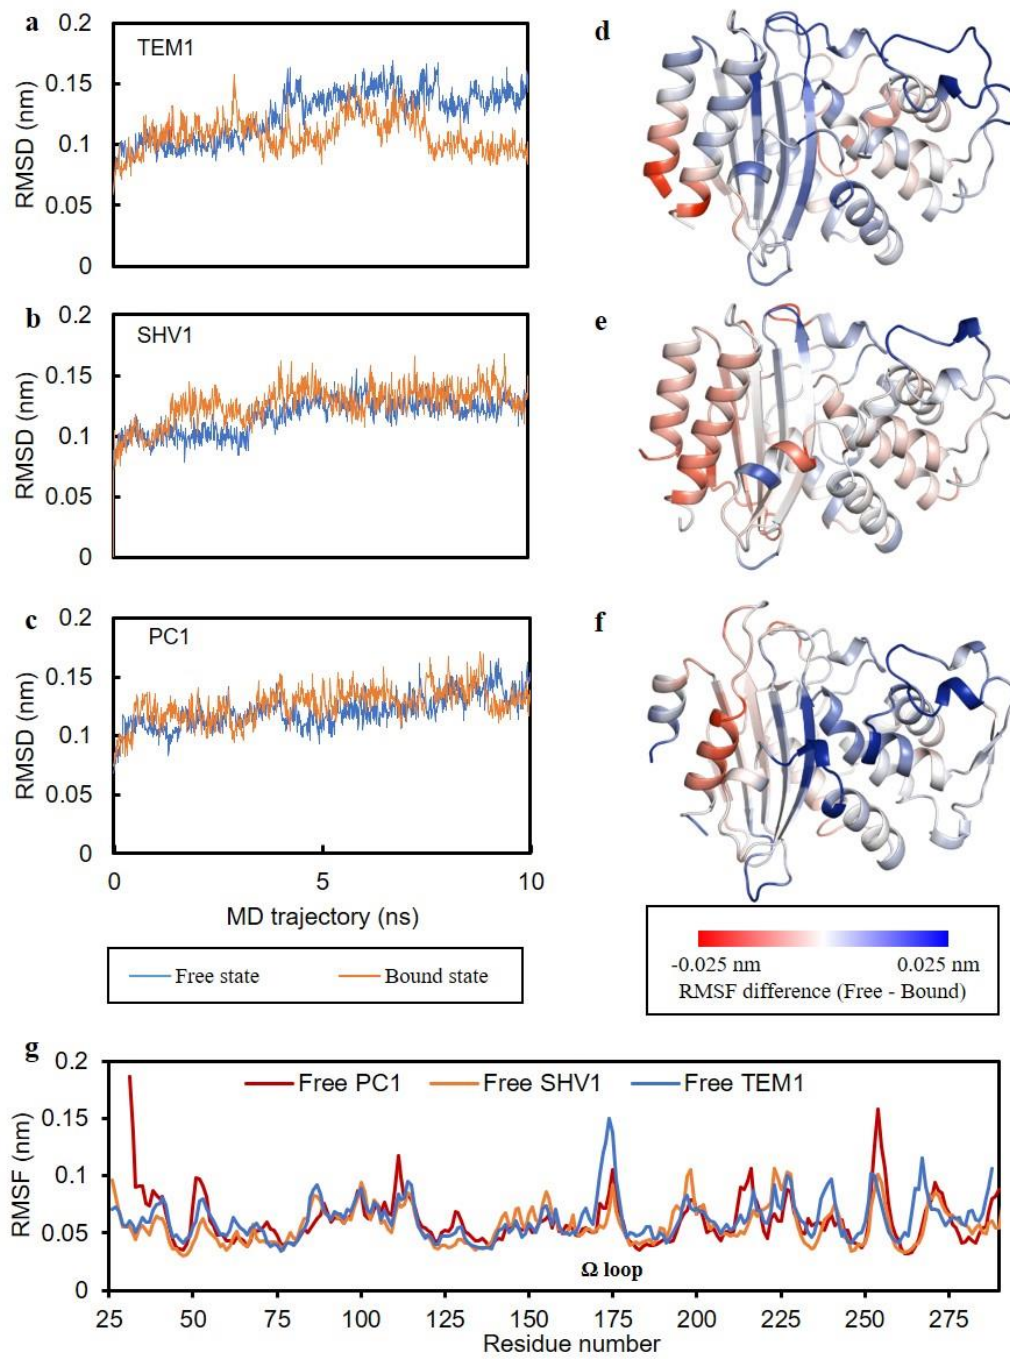 a
TEM1
RMSD (nm)
0.2
0.15
0.1
0.05
0
d
b
SHV1
RMSD (nm)
0.2
0.15
0.1
0.05
0
e
c
PC1
RMSD (nm)
0.2
0.15
0.1
0.05
0
0 5 10
MD trajectory (ns)
Free state Bound state
f
-0.025 nm 0.025 nm
RMSF difference (Free - Bound)
g
Free PC1 Free SHV1 Free TEM1
RMSF (nm)
0.2
0.15
0.1
0.05
0
Ω loop
25 50 75 100 125 150 175 200 225 250 275
Residue number